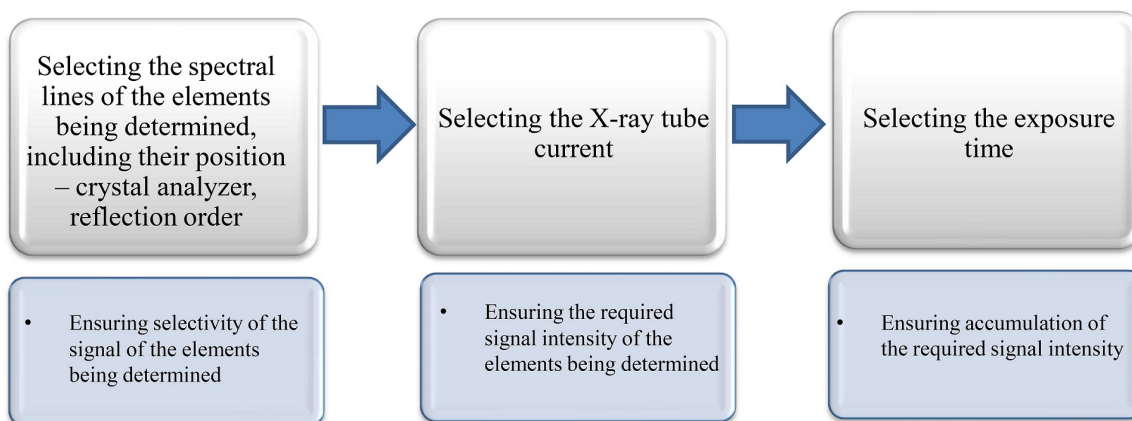 Selecting the spectral
lines of the elements
being determined,
including their position
– crystal analyzer,
reflection order
Selecting the X-ray tube
current
Selecting the exposure
time
• Ensuring selectivity of the
signal of the elements
being determined
• Ensuring the required
signal intensity of the
elements being determined
• Ensuring accumulation of
the required signal intensity